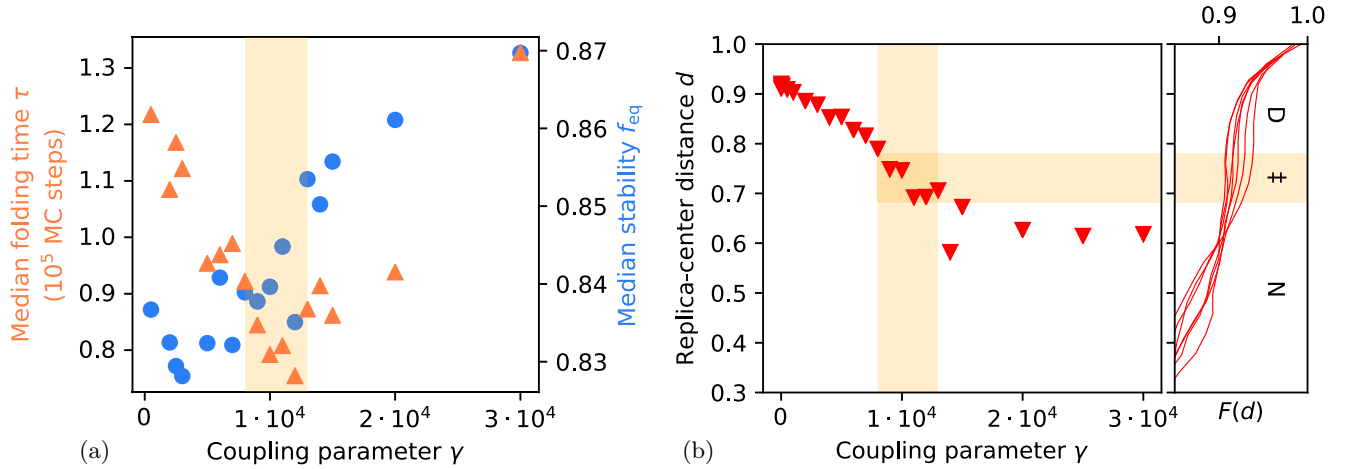 Median folding time τ
(10⁵ MC steps)
1.3
1.2
1.1
1.0
0.9
0.8
0.87
0.86
0.85
0.84
0.83
Median stability f_eq
0
1·10⁴
2·10⁴
3·10⁴
(a)
Coupling parameter γ
Replica-center distance d
1.0
0.9
0.8
0.7
0.6
0.5
0.4
0.3
0
1·10⁴
2·10⁴
3·10⁴
(b)
Coupling parameter γ
0.9
1.0
D
‡
N
F(d)